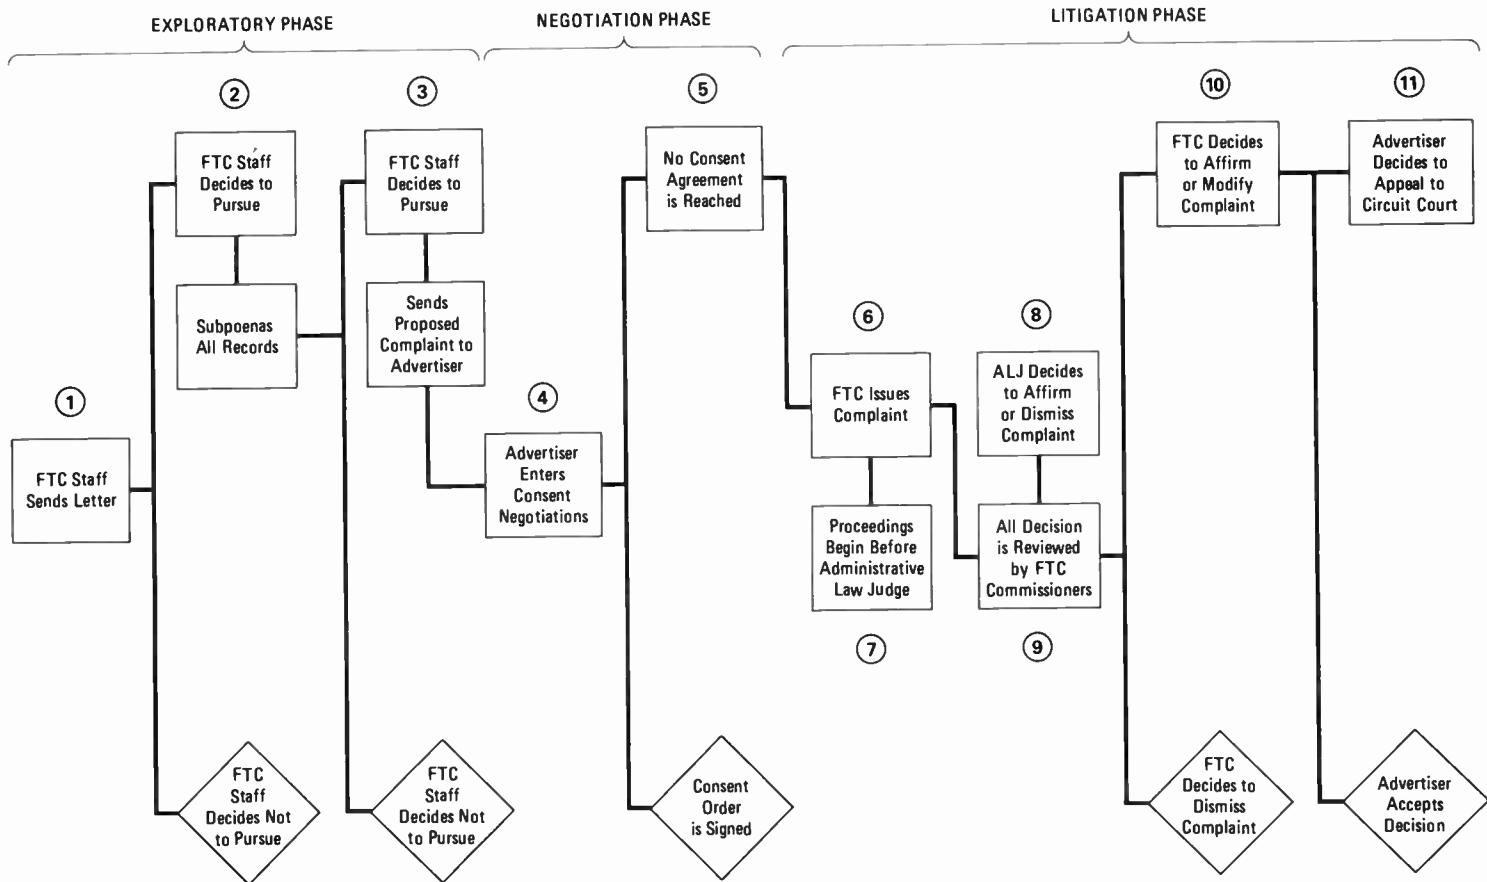 EXPLORATORY PHASE
NEGOTIATION PHASE
LITIGATION PHASE
1
FTC Staff
Sends Letter
2
FTC Staff
Decides to
Pursue
Subpoenas
All Records
FTC
Staff
Decides Not
to Pursue
3
FTC Staff
Decides to
Pursue
Sends
Proposed
Complaint to
Advertiser
FTC
Staff
Decides Not
to Pursue
4
Advertiser
Enters
Consent
Negotiations
5
No Consent
Agreement
is Reached
Consent
Order
is Signed
6
FTC Issues
Complaint
Proceedings
Begin Before
Administrative
Law Judge
7
8
ALJ Decides
to Affirm
or Dismiss
Complaint
All Decision
is Reviewed
by FTC
Commissioners
9
10
FTC Decides
to Affirm
or Modify
Complaint
FTC
Decides to
Dismiss
Complaint
11
Advertiser
Decides to
Appeal to
Circuit Court
Advertiser
Accepts
Decision